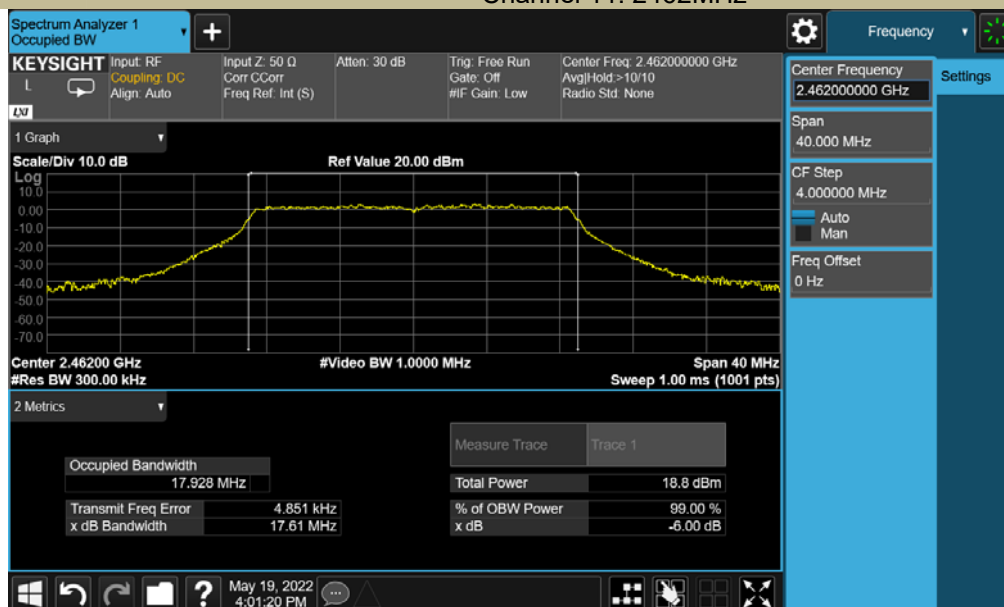 Channel 11: 2462MHz
Spectrum Analyzer 1
Occupied BW
+
Frequency
KEYSIGHT
L
LXI
Input: RF
Coupling: DC
Align: Auto
Input Z: 50 Ω
Corr CCorr
Freq Ref: Int (S)
Atten: 30 dB
Trig: Free Run
Gate: Off
#IF Gain: Low
Center Freq: 2.462000000 GHz
Avg|Hold:>10/10
Radio Std: None
Center Frequency
2.462000000 GHz
Settings
Span
40.000 MHz
CF Step
4.000000 MHz
Auto
Man
Freq Offset
0 Hz
1 Graph
Scale/Div 10.0 dB
Ref Value 20.00 dBm
Log
10.0
0.00
-10.0
-20.0
-30.0
-40.0
-50.0
-60.0
-70.0
Center 2.46200 GHz
#Video BW 1.0000 MHz
Span 40 MHz
#Res BW 300.00 kHz
Sweep 1.00 ms (1001 pts)
2 Metrics
Measure Trace
Trace 1
Occupied Bandwidth
17.928 MHz
Total Power
18.8 dBm
Transmit Freq Error
4.851 kHz
% of OBW Power
99.00 %
x dB Bandwidth
17.61 MHz
x dB
-6.00 dB
?
May 19, 2022
4:01:20 PM